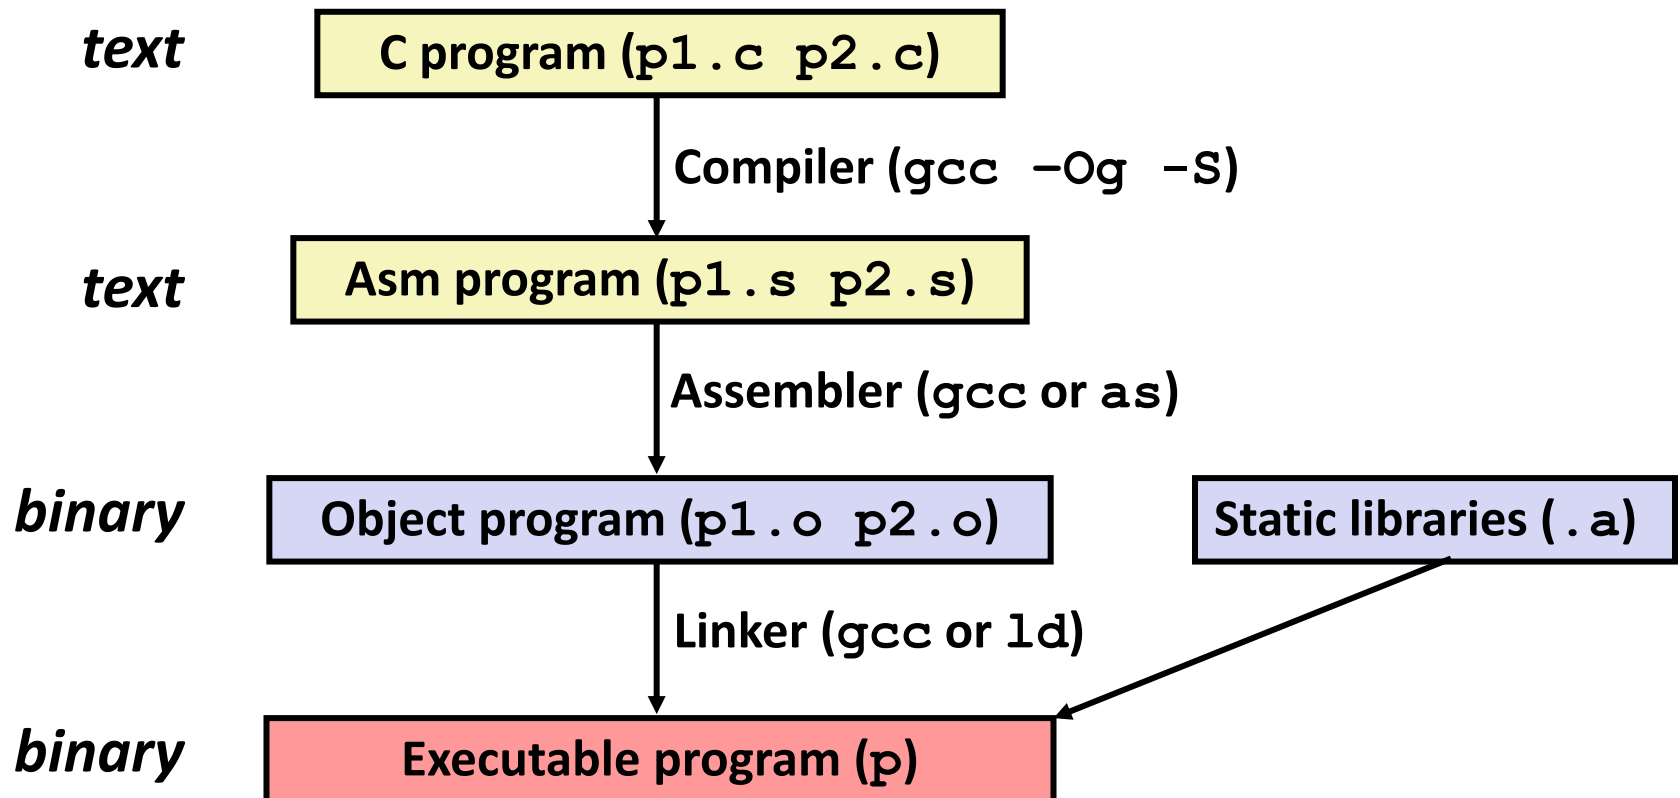 text
C program (p1.c p2.c)
Compiler (gcc –Og -S)
text
Asm program (p1.s p2.s)
Assembler (gcc or as)
binary
Object program (p1.o p2.o)
Static libraries (.a)
Linker (gcc or ld)
binary
Executable program (p)